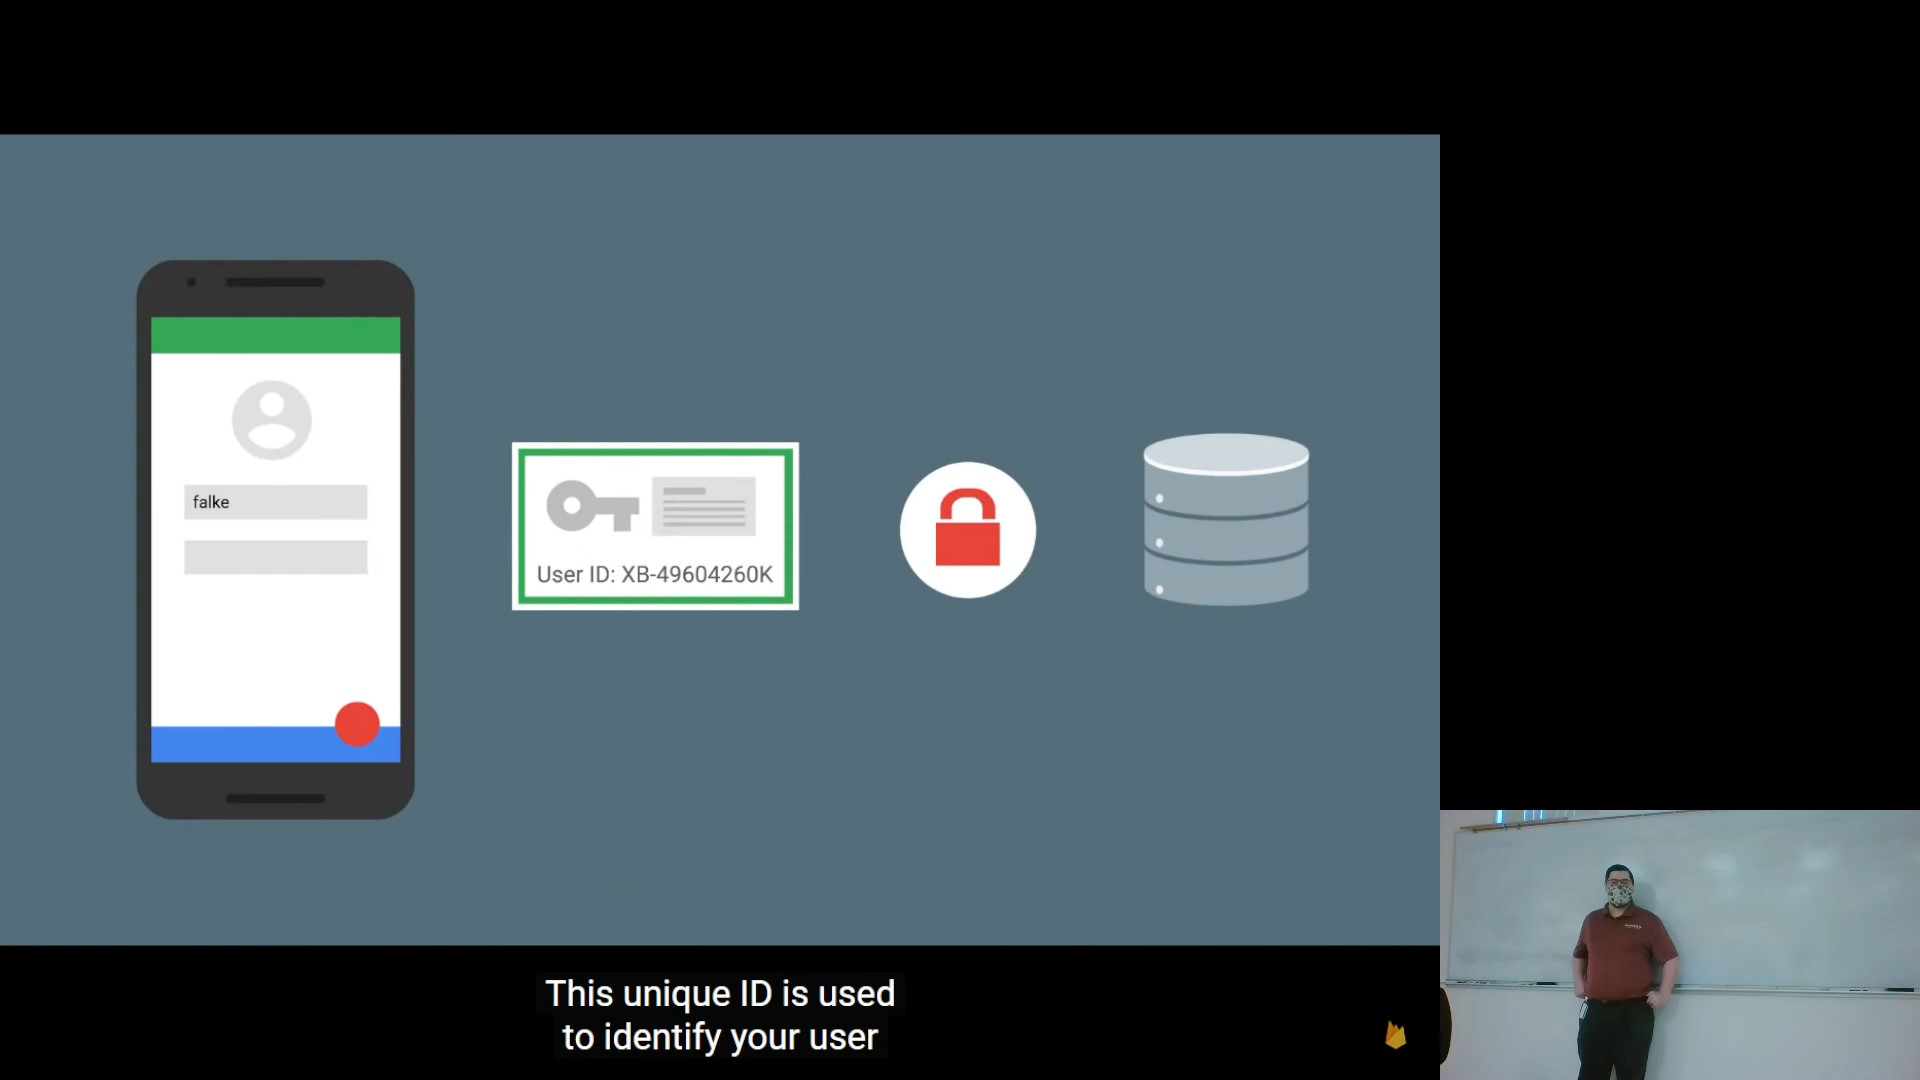 falke
User ID: XB-49604260K
This unique ID is used
to identify your user